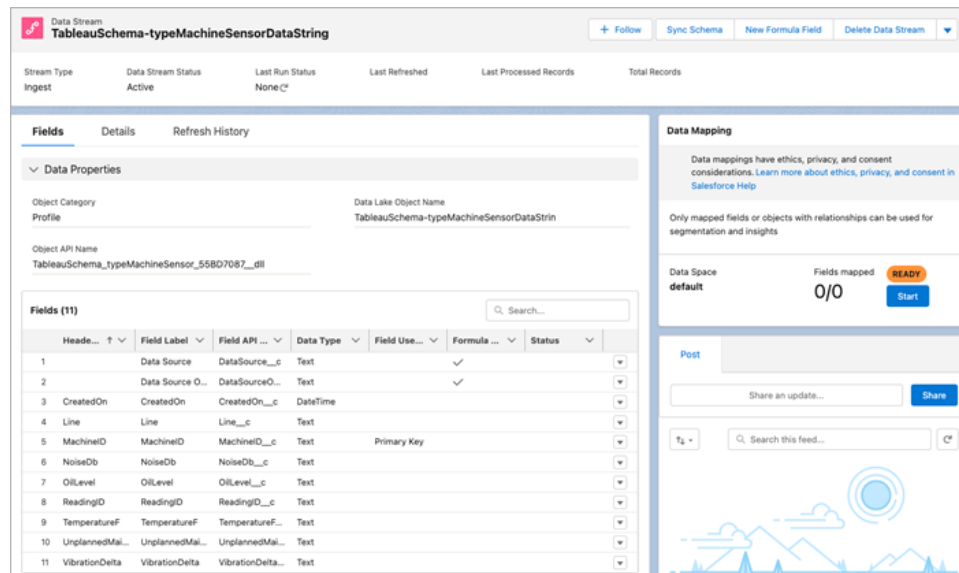 Data Stream
TableauSchema-typeMachineSensorDataString
+ Follow
Sync Schema
New Formula Field
Delete Data Stream
Stream Type
Data Stream Status
Last Run Status
Last Refreshed
Last Processed Records
Total Records
Ingest
Active
None
Fields
Details
Refresh History
Data Properties
Object Category
Profile
Data Lake Object Name
TableauSchema-typeMachineSensorDataStrin
Object API Name
TableauSchema_typeMachineSensor_55BD7087__dll
Fields (11)
Search...
Heade... Field Label Field API ... Data Type Field Use... Formula ... Status
1 Data Source DataSource__c Text
2 Data Source O... DataSourceO... Text
3 CreatedOn CreatedOn CreatedOn__c DateTime
4 Line Line Line__c Text
5 MachineID MachineID MachineID__c Text Primary Key
6 NoiseDb NoiseDb NoiseDb__c Text
7 OilLevel OilLevel OilLevel__c Text
8 ReadingID ReadingID ReadingID__c Text
9 TemperatureF TemperatureF TemperatureF... Text
10 UnplannedMai... UnplannedMai... UnplannedMai... Text
11 VibrationDelta VibrationDelta VibrationDelta... Text
Data Mapping
Data mappings have ethics, privacy, and consent
considerations. Learn more about ethics, privacy, and consent in
Salesforce Help
Only mapped fields or objects with relationships can be used for
segmentation and insights
Data Space
default
Fields mapped
0/0
READY
Start
Post
Share an update...
Share
Search this feed...